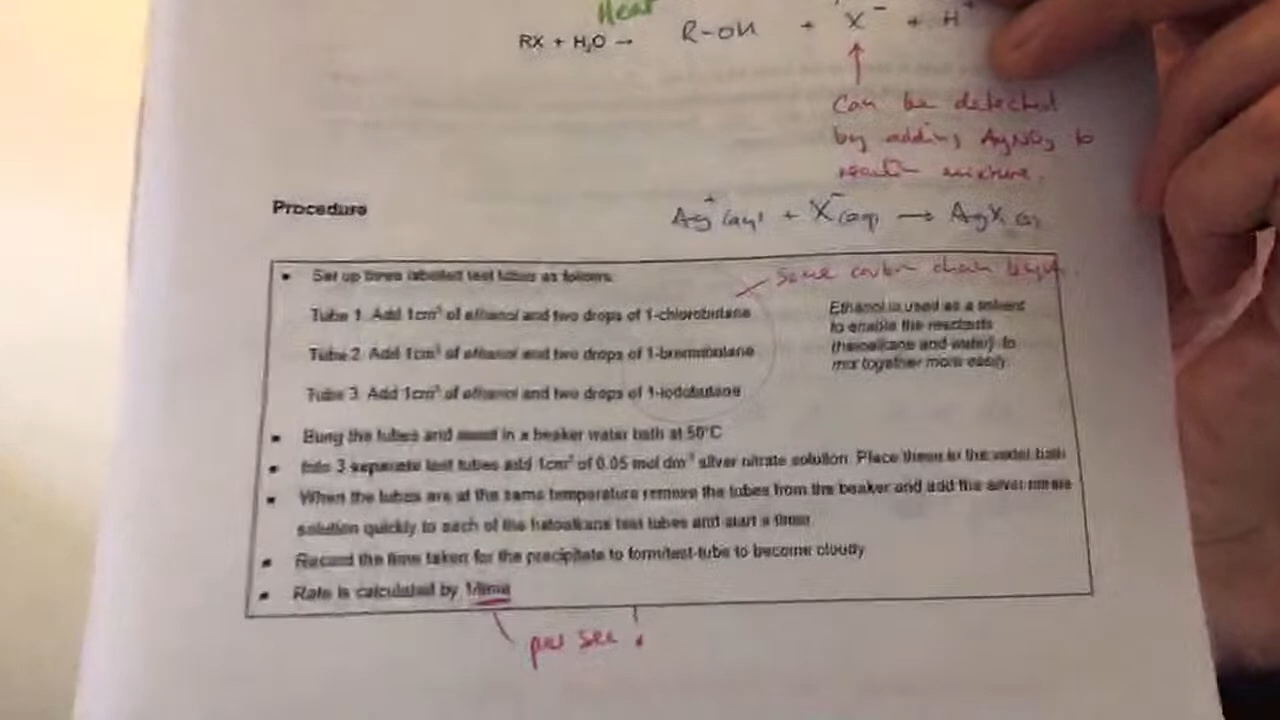 Heat
RX + H₂O → R-OH + X⁻ + H⁺
↑
Can be detected
by adding AgNO₃ to
reaction mixture.
Procedure
Ag⁺(aq) + X⁻(aq) → AgX(s)
Same carbon chain length.
• Set up three labelled test tubes as follows:
Tube 1. Add 1cm³ of ethanol and two drops of 1-chlorobutane
Tube 2. Add 1cm³ of ethanol and two drops of 1-bromobutane
Tube 3. Add 1cm³ of ethanol and two drops of 1-iodobutane
Ethanol is used as a solvent
to enable the reactants
(haloalkane and water) to
mix together more easily.
• Bung the tubes and stand in a beaker water bath at 50°C
• Into 3 separate test tubes add 1cm³ of 0.05 mol dm⁻³ silver nitrate solution. Place these in the water bath
• When the tubes are at the same temperature remove the tubes from the beaker and add the silver nitrate
solution quickly to each of the haloalkane test tubes and start a timer
• Record the time taken for the precipitate to form/test-tube to become cloudy
• Rate is calculated by 1/time
per sec.